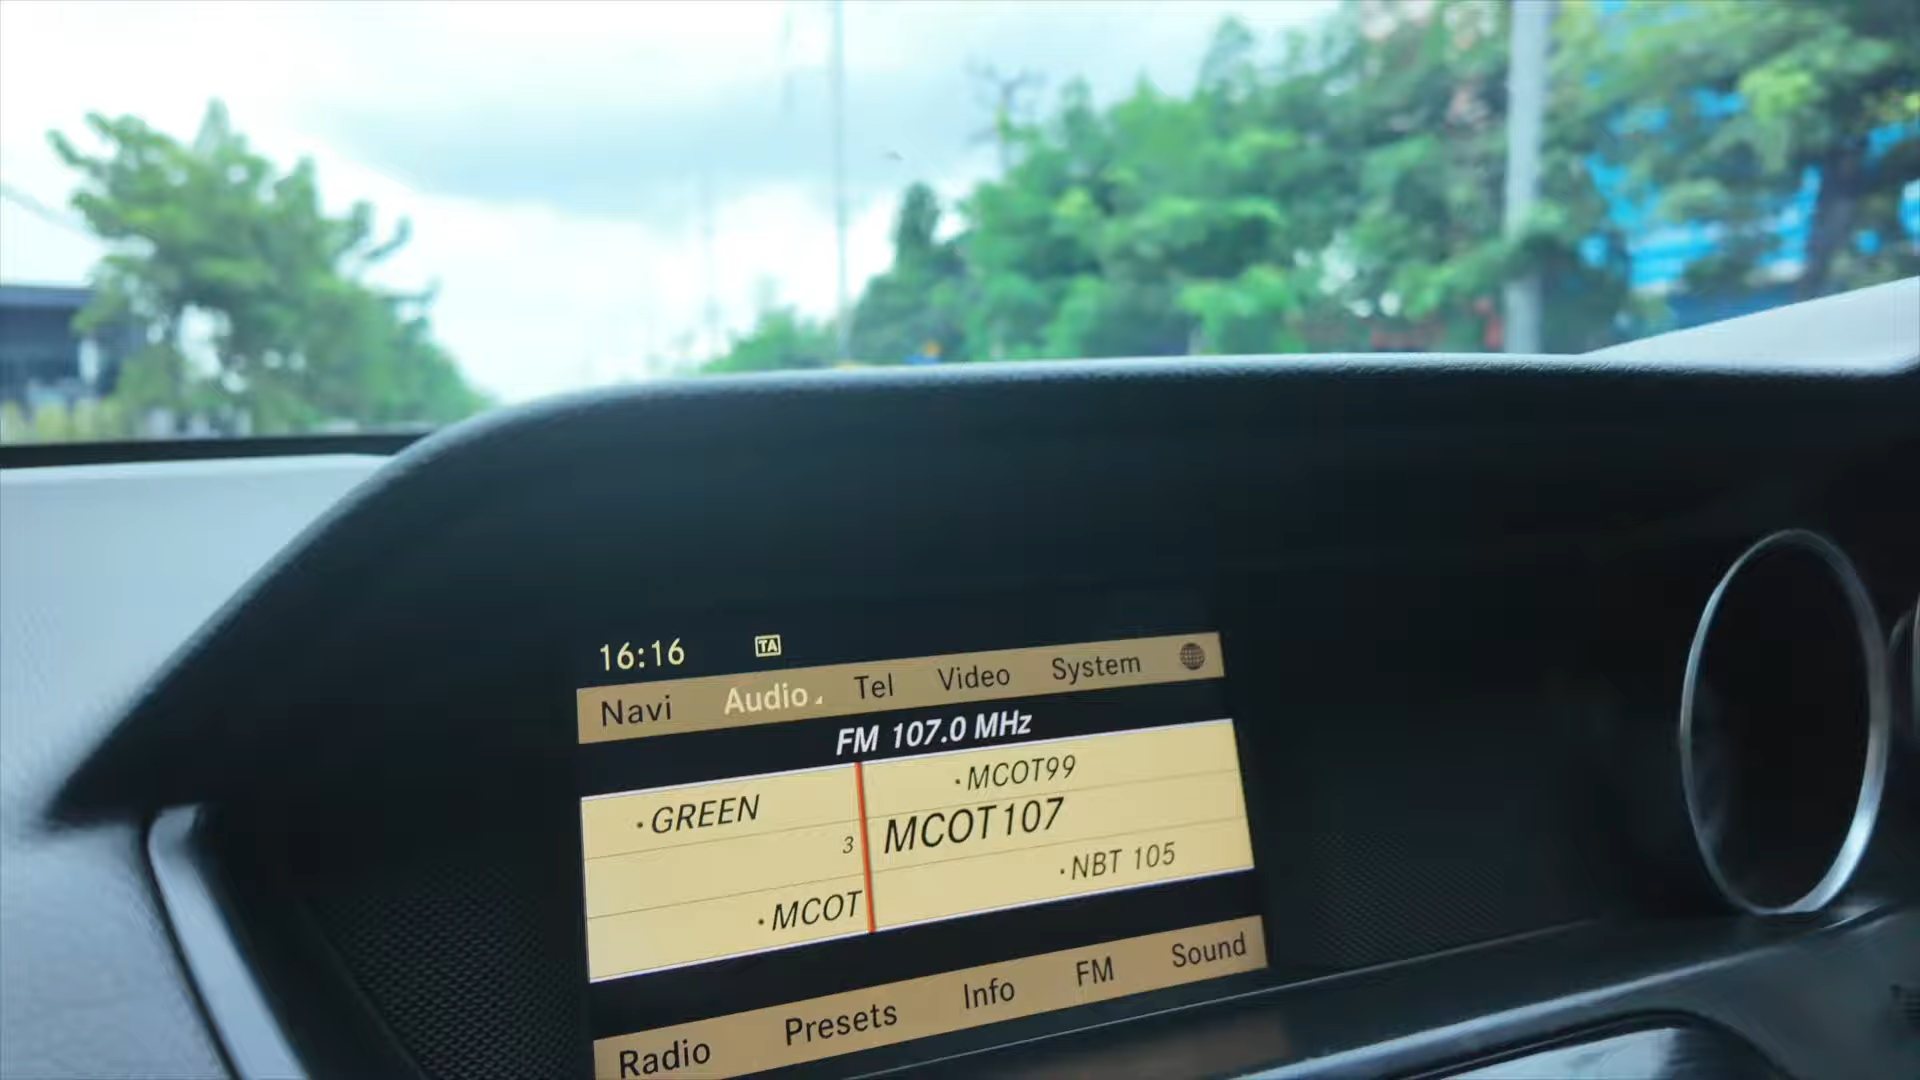 16:16 TA
Navi Audio Tel Video System
FM 107.0 MHz
·GREEN ·MCOT99
3 MCOT107
·MCOT ·NBT 105
Radio Presets Info FM Sound